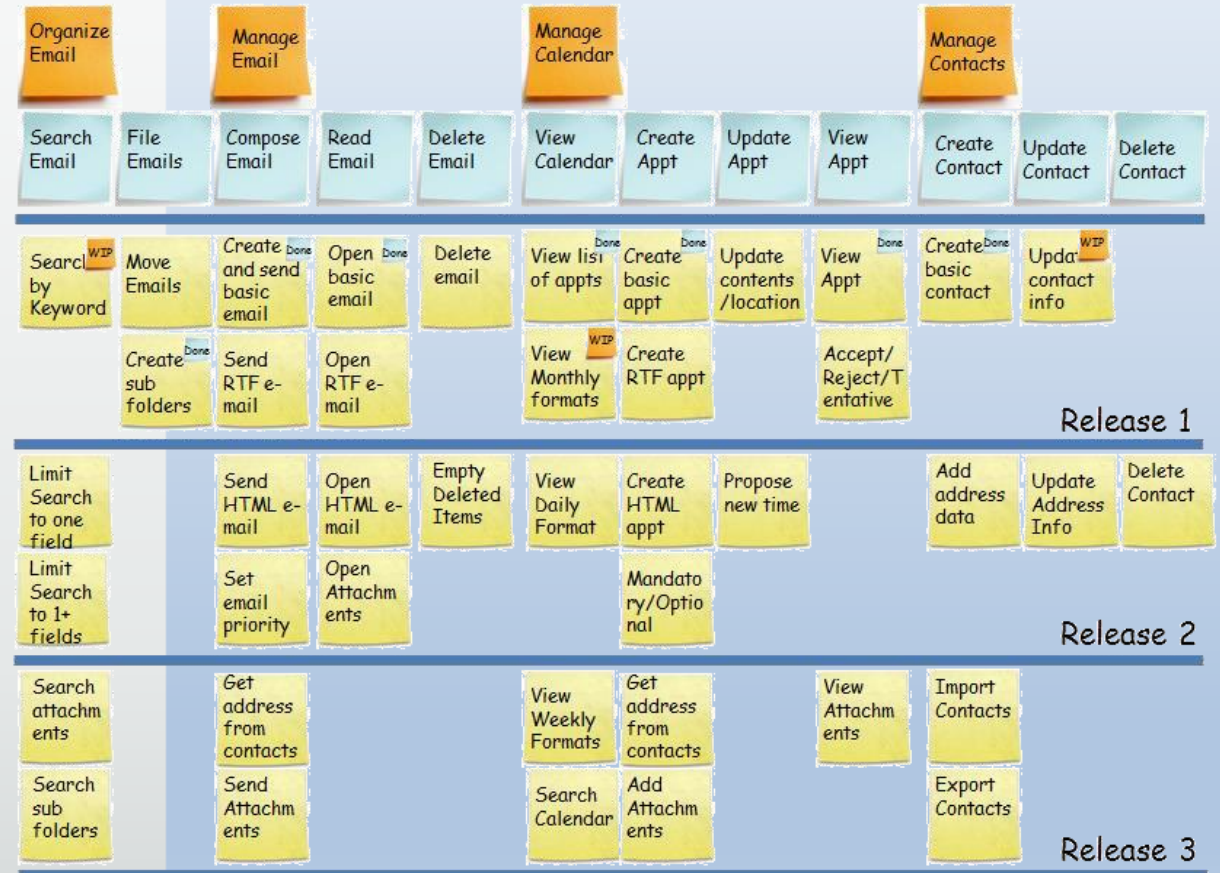 Organize
Email
Manage
Email
Manage
Calendar
Manage
Contacts
Search
Email
File
Emails
Compose
Email
Read
Email
Delete
Email
View
Calendar
Create
Appt
Update
Appt
View
Appt
Create
Contact
Update
Contact
Delete
Contact
Search
by
Keyword
WIP
Move
Emails
Create
and send
basic
email
Done
Open
basic
email
Done
Delete
email
View list
of appts
Done
Create
basic
appt
Done
Update
contents
/location
View
Appt
Done
Create
basic
contact
Done
Updat
contact
info
WIP
Create
sub
folders
Done
Send
RTF e-
mail
Open
RTF e-
mail
View
Monthly
formats
WIP
Create
RTF appt
Accept/
Reject/T
entative
Release 1
Limit
Search
to one
field
Send
HTML e-
mail
Open
HTML e-
mail
Empty
Deleted
Items
View
Daily
Format
Create
HTML
appt
Propose
new time
Add
address
data
Update
Address
Info
Delete
Contact
Limit
Search
to 1+
fields
Set
email
priority
Open
Attachm
ents
Mandato
ry/Optio
nal
Release 2
Search
attachm
ents
Get
address
from
contacts
View
Weekly
Formats
Get
address
from
contacts
View
Attachm
ents
Import
Contacts
Search
sub
folders
Send
Attachm
ents
Search
Calendar
Add
Attachm
ents
Export
Contacts
Release 3